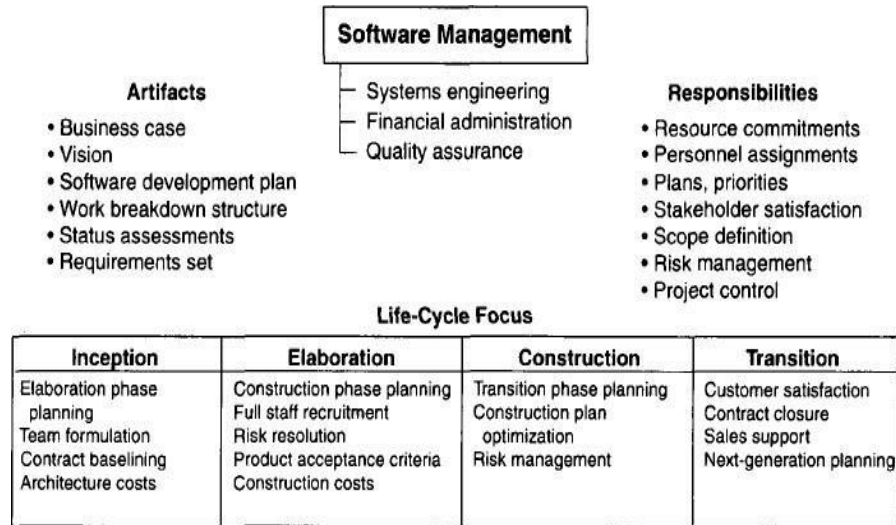 Software Management
Systems engineering
Financial administration
Quality assurance
Artifacts
• Business case
• Vision
• Software development plan
• Work breakdown structure
• Status assessments
• Requirements set
Responsibilities
• Resource commitments
• Personnel assignments
• Plans, priorities
• Stakeholder satisfaction
• Scope definition
• Risk management
• Project control
Life-Cycle Focus
Inception
Elaboration phase
planning
Team formulation
Contract baselining
Architecture costs
Elaboration
Construction phase planning
Full staff recruitment
Risk resolution
Product acceptance criteria
Construction costs
Construction
Transition phase planning
Construction plan
optimization
Risk management
Transition
Customer satisfaction
Contract closure
Sales support
Next-generation planning